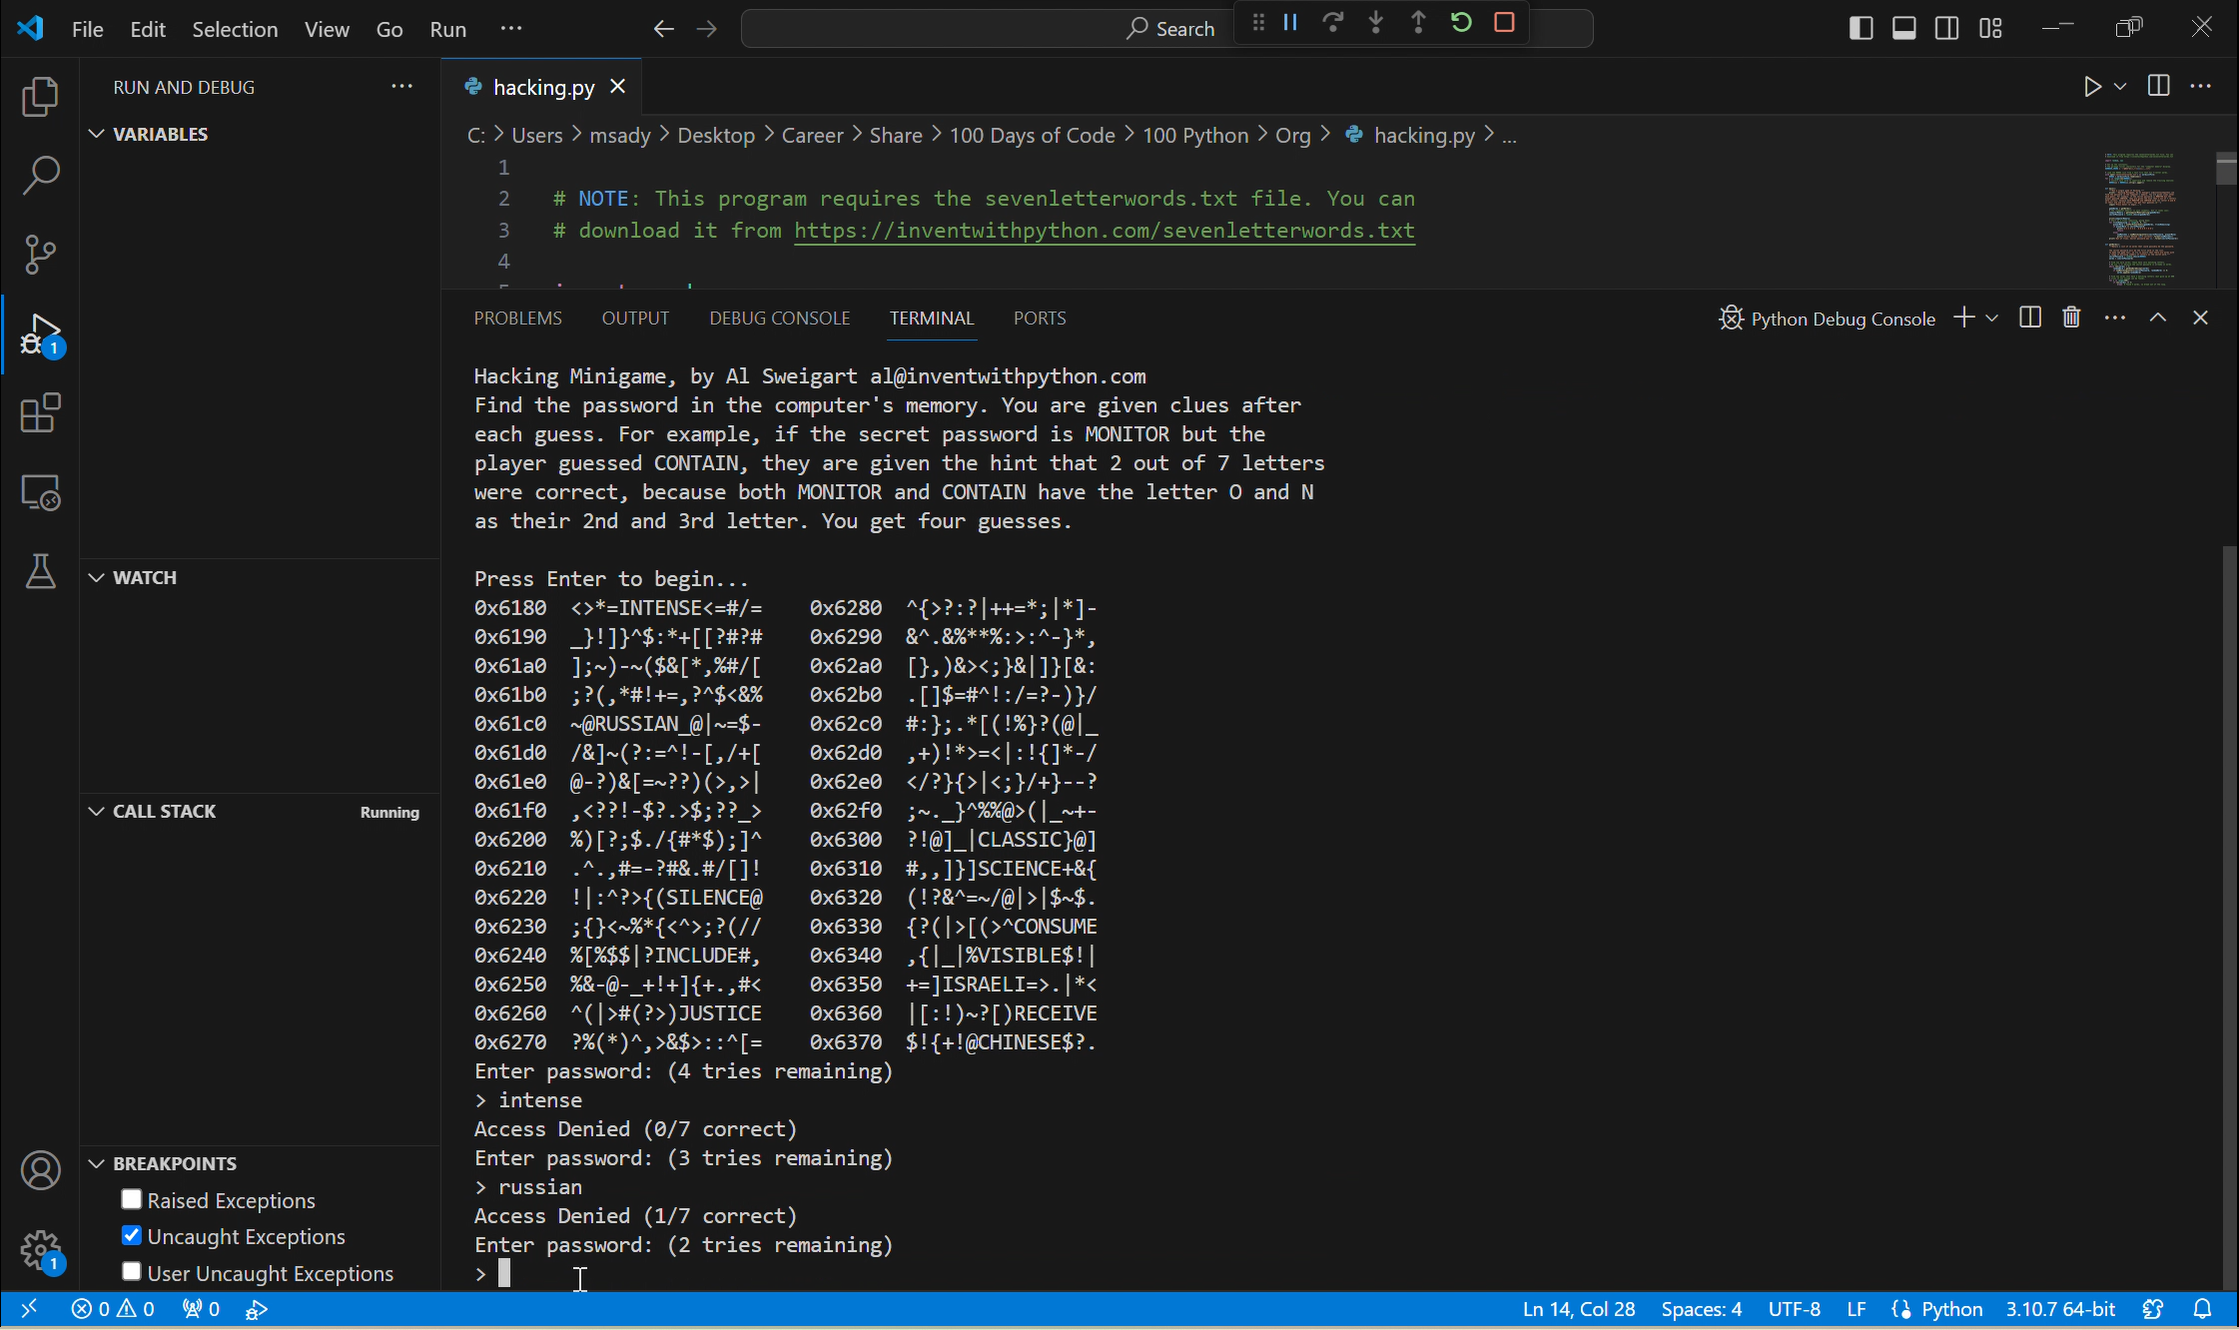 File Edit Selection View Go Run ...
Search
RUN AND DEBUG ...
hacking.py
VARIABLES
C: > Users > msady > Desktop > Career > Share > 100 Days of Code > 100 Python > Org > hacking.py > ...
1
2 # NOTE: This program requires the sevenletterwords.txt file. You can
3 # download it from https://inventwithpython.com/sevenletterwords.txt
4
PROBLEMS OUTPUT DEBUG CONSOLE TERMINAL PORTS
Python Debug Console
Hacking Minigame, by Al Sweigart al@inventwithpython.com
Find the password in the computer's memory. You are given clues after
each guess. For example, if the secret password is MONITOR but the
player guessed CONTAIN, they are given the hint that 2 out of 7 letters
were correct, because both MONITOR and CONTAIN have the letter O and N
as their 2nd and 3rd letter. You get four guesses.
Press Enter to begin...
0x6180 <>*=INTENSE<=#/= 0x6280 ^{>?:?|++=*;|*]-
0x6190 _}!]}^$:*+[[?#?# 0x6290 &^.&%**%:>:^-}*,
0x61a0 ];~)-~($&[*,%#/[ 0x62a0 [},)&><;}&|]}[&:
0x61b0 ;?(,*#!+=,?^$<&% 0x62b0 .[]$=#^!:/=?-)}/
0x61c0 ~@RUSSIAN_@|~=$- 0x62c0 #:};.*[(!%}?(@|_
0x61d0 /&]~(?:=^!-[,/+[ 0x62d0 ,+)!*>=<|:!{]*-/
0x61e0 @-?)&[=~??)(>,>| 0x62e0 </?}{>|<;}/+}--?
0x61f0 ,<??!-$?.>$;??_> 0x62f0 ;~._}^%%@>(|_~+-
0x6200 %)[?;$./{#*$);]^ 0x6300 ?!@]_|CLASSIC}@]
0x6210 .^.,#=-?#&.#/[]! 0x6310 #,,]}]SCIENCE+&{
0x6220 !|:^?>{(SILENCE@ 0x6320 (!?&^=~/@|>|$~$.
0x6230 ;{}<~%*{<^>;?(// 0x6330 {?(|>[(>^CONSUME
0x6240 %[%$$|?INCLUDE#, 0x6340 ,{|_|%VISIBLE$!|
0x6250 %&-@-_+!+]{+.,#< 0x6350 +=]ISRAELI=>.|*<
0x6260 ^(|>#(?>)JUSTICE 0x6360 |[:!)~?[)RECEIVE
0x6270 ?%(*)^,>&$>::^[= 0x6370 $!{+!@CHINESE$?.
Enter password: (4 tries remaining)
> intense
Access Denied (0/7 correct)
Enter password: (3 tries remaining)
> russian
Access Denied (1/7 correct)
Enter password: (2 tries remaining)
>
1
WATCH
CALL STACK Running
BREAKPOINTS
Raised Exceptions
Uncaught Exceptions
User Uncaught Exceptions
1
0 0 0 Ln 14, Col 28 Spaces: 4 UTF-8 LF Python 3.10.7 64-bit